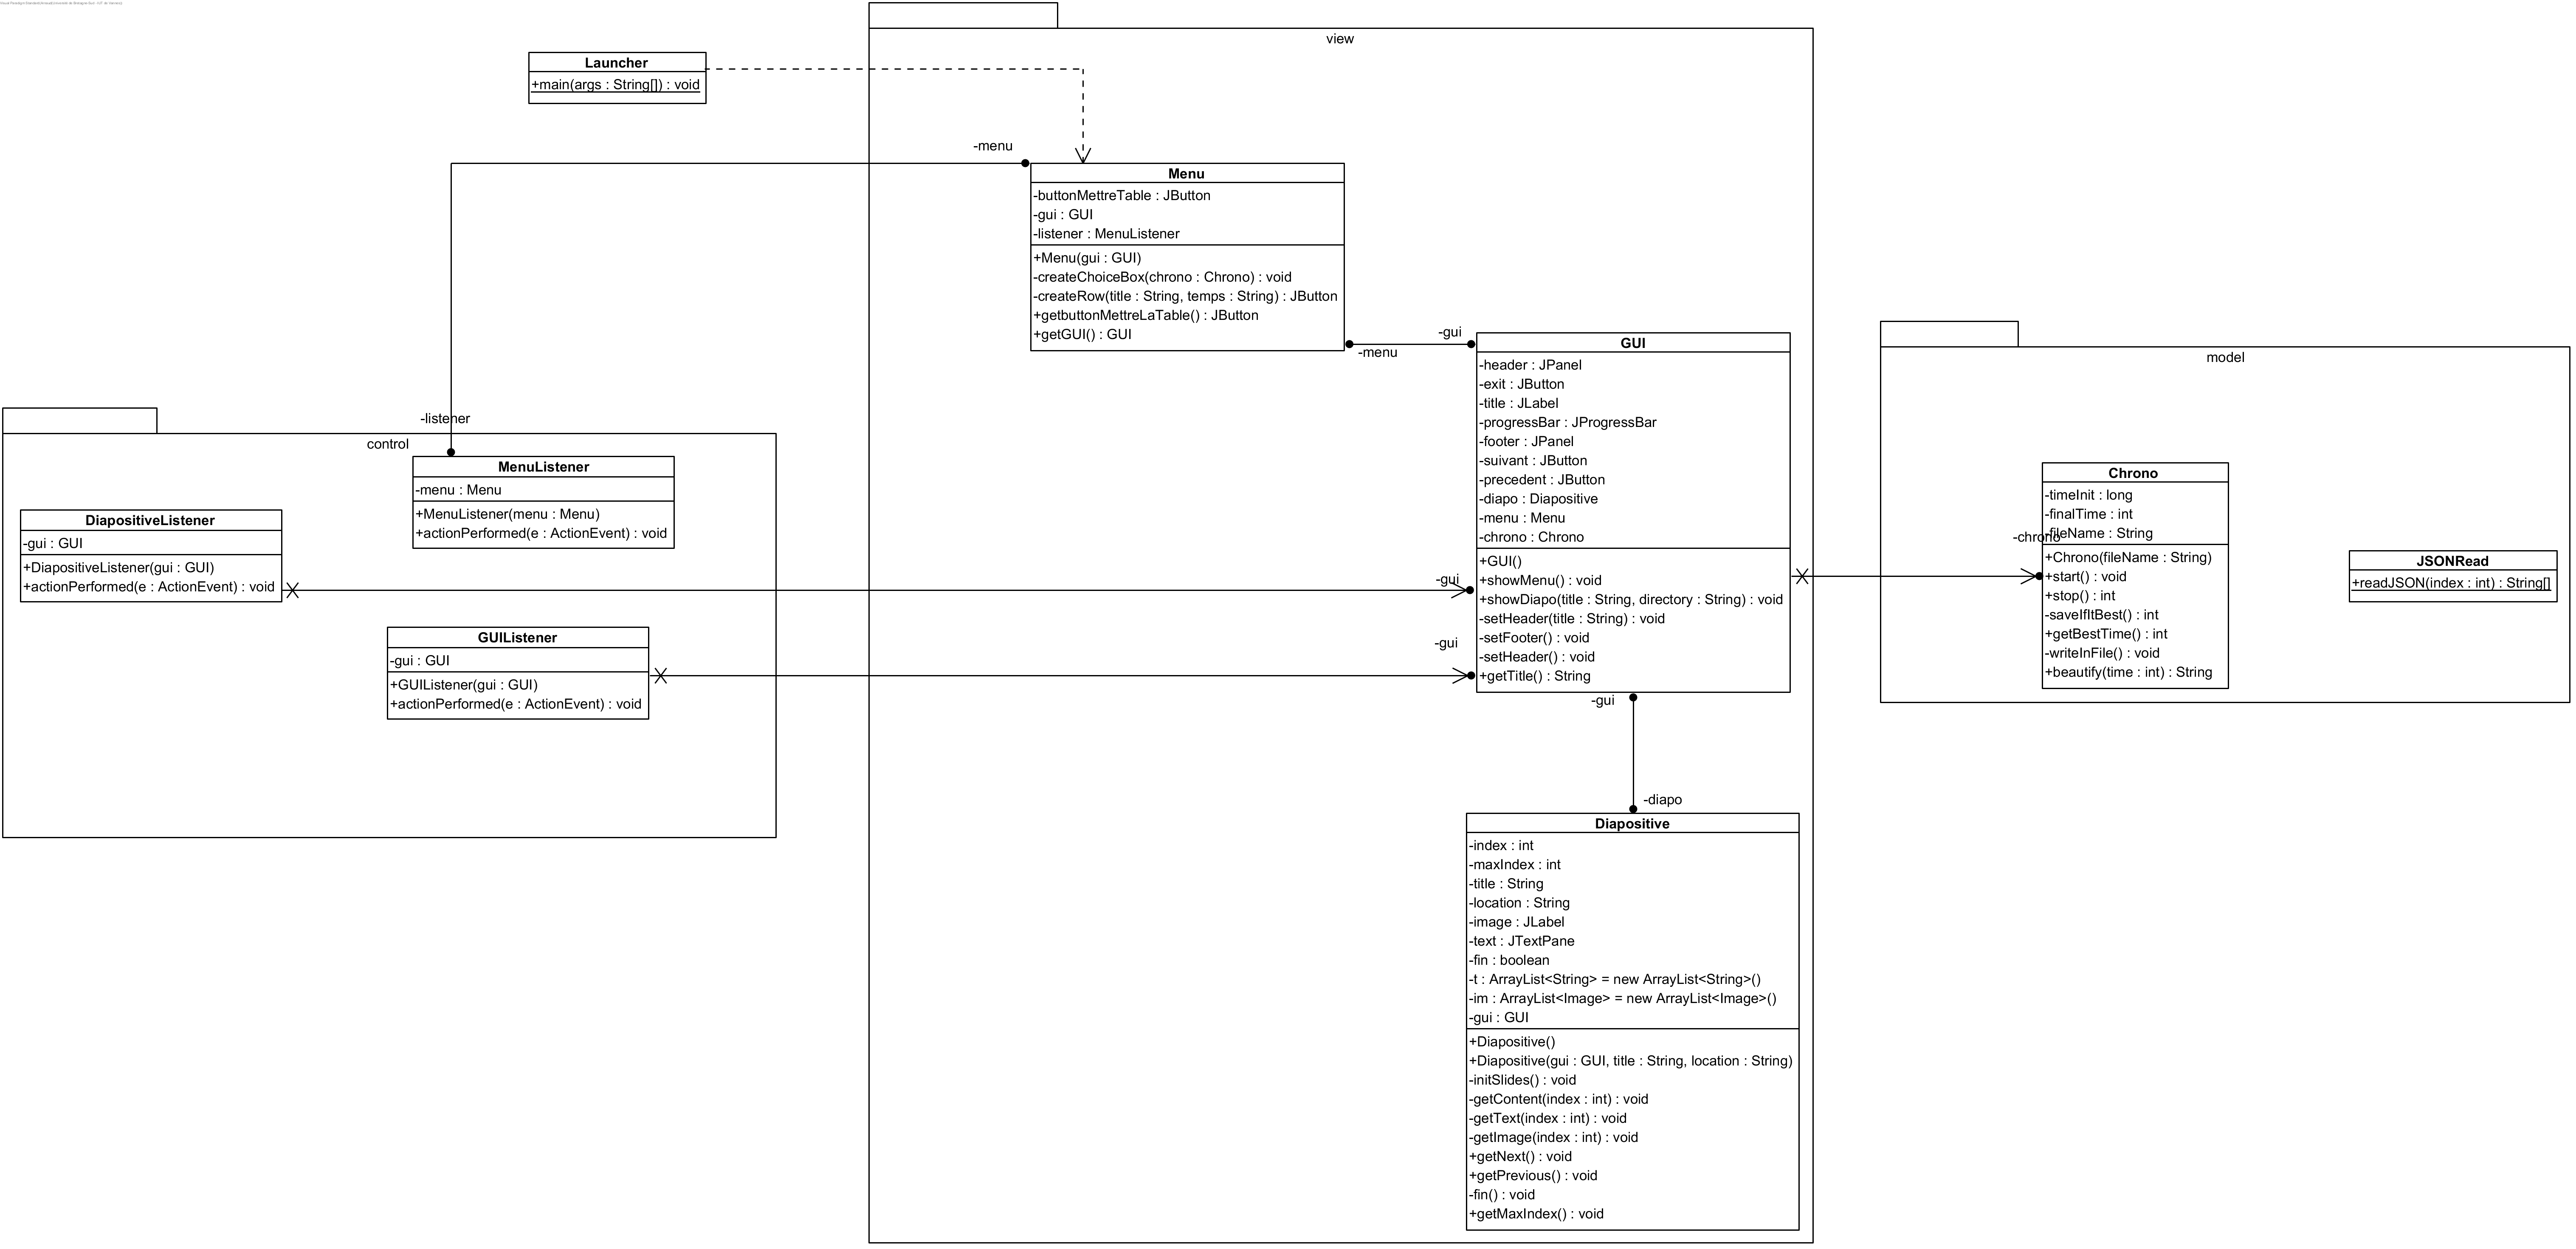 view
Launcher
+main(args : String[]) : void
-menu
Menu
-buttonMettreTable : JButton
-gui : GUI
-listener : MenuListener
+Menu(gui : GUI)
-createChoiceBox(chrono : Chrono) : void
-createRow(title : String, temps : String) : JButton
+getbuttonMettreLaTable() : JButton
+getGUI() : GUI
-gui
-menu
GUI
-header : JPanel
-exit : JButton
-title : JLabel
-progressBar : JProgressBar
-footer : JPanel
-suivant : JButton
-precedent : JButton
-diapo : Diapositive
-menu : Menu
-chrono : Chrono
+GUI()
+showMenu() : void
+showDiapo(title : String, directory : String) : void
-setHeader(title : String) : void
-setFooter() : void
-setHeader() : void
+getTitle() : String
model
Chrono
-timeInit : long
-finalTime : int
-fileName : String
-chrono
+Chrono(fileName : String)
+start() : void
+stop() : int
-saveIfItBest() : int
+getBestTime() : int
-writeInFile() : void
+beautify(time : int) : String
JSONRead
+readJSON(index : int) : String[]
-listener
control
MenuListener
-menu : Menu
+MenuListener(menu : Menu)
+actionPerformed(e : ActionEvent) : void
DiapositiveListener
-gui : GUI
+DiapositiveListener(gui : GUI)
+actionPerformed(e : ActionEvent) : void
-gui
GUIListener
-gui : GUI
+GUIListener(gui : GUI)
+actionPerformed(e : ActionEvent) : void
-gui
-gui
-diapo
Diapositive
-index : int
-maxIndex : int
-title : String
-location : String
-image : JLabel
-text : JTextPane
-fin : boolean
-t : ArrayList<String> = new ArrayList<String>()
-im : ArrayList<Image> = new ArrayList<Image>()
-gui : GUI
+Diapositive()
+Diapositive(gui : GUI, title : String, location : String)
-initSlides() : void
-getContent(index : int) : void
-getText(index : int) : void
-getImage(index : int) : void
+getNext() : void
+getPrevious() : void
-fin() : void
+getMaxIndex() : void